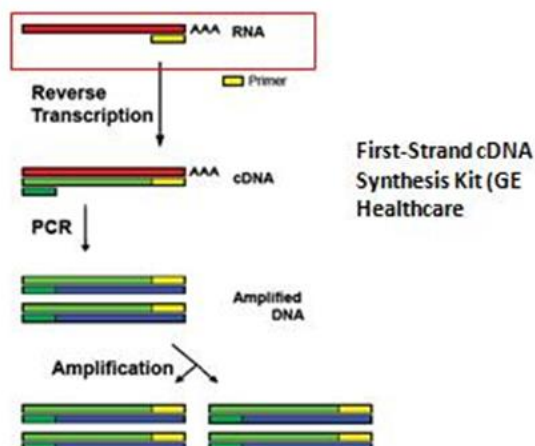 AAA RNA
Primer
Reverse
Transcription
First-Strand cDNA
Synthesis Kit (GE
Healthcare
AAA
cDNA
PCR
Amplified
DNA
Amplification